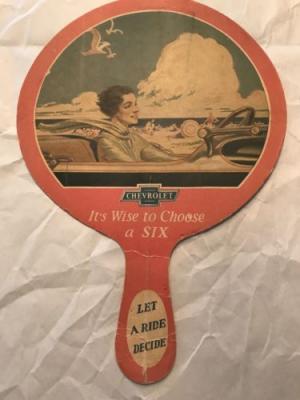 CHEVROLET
It's Wise to Choose
a SIX
LET
A RIDE
DECIDE